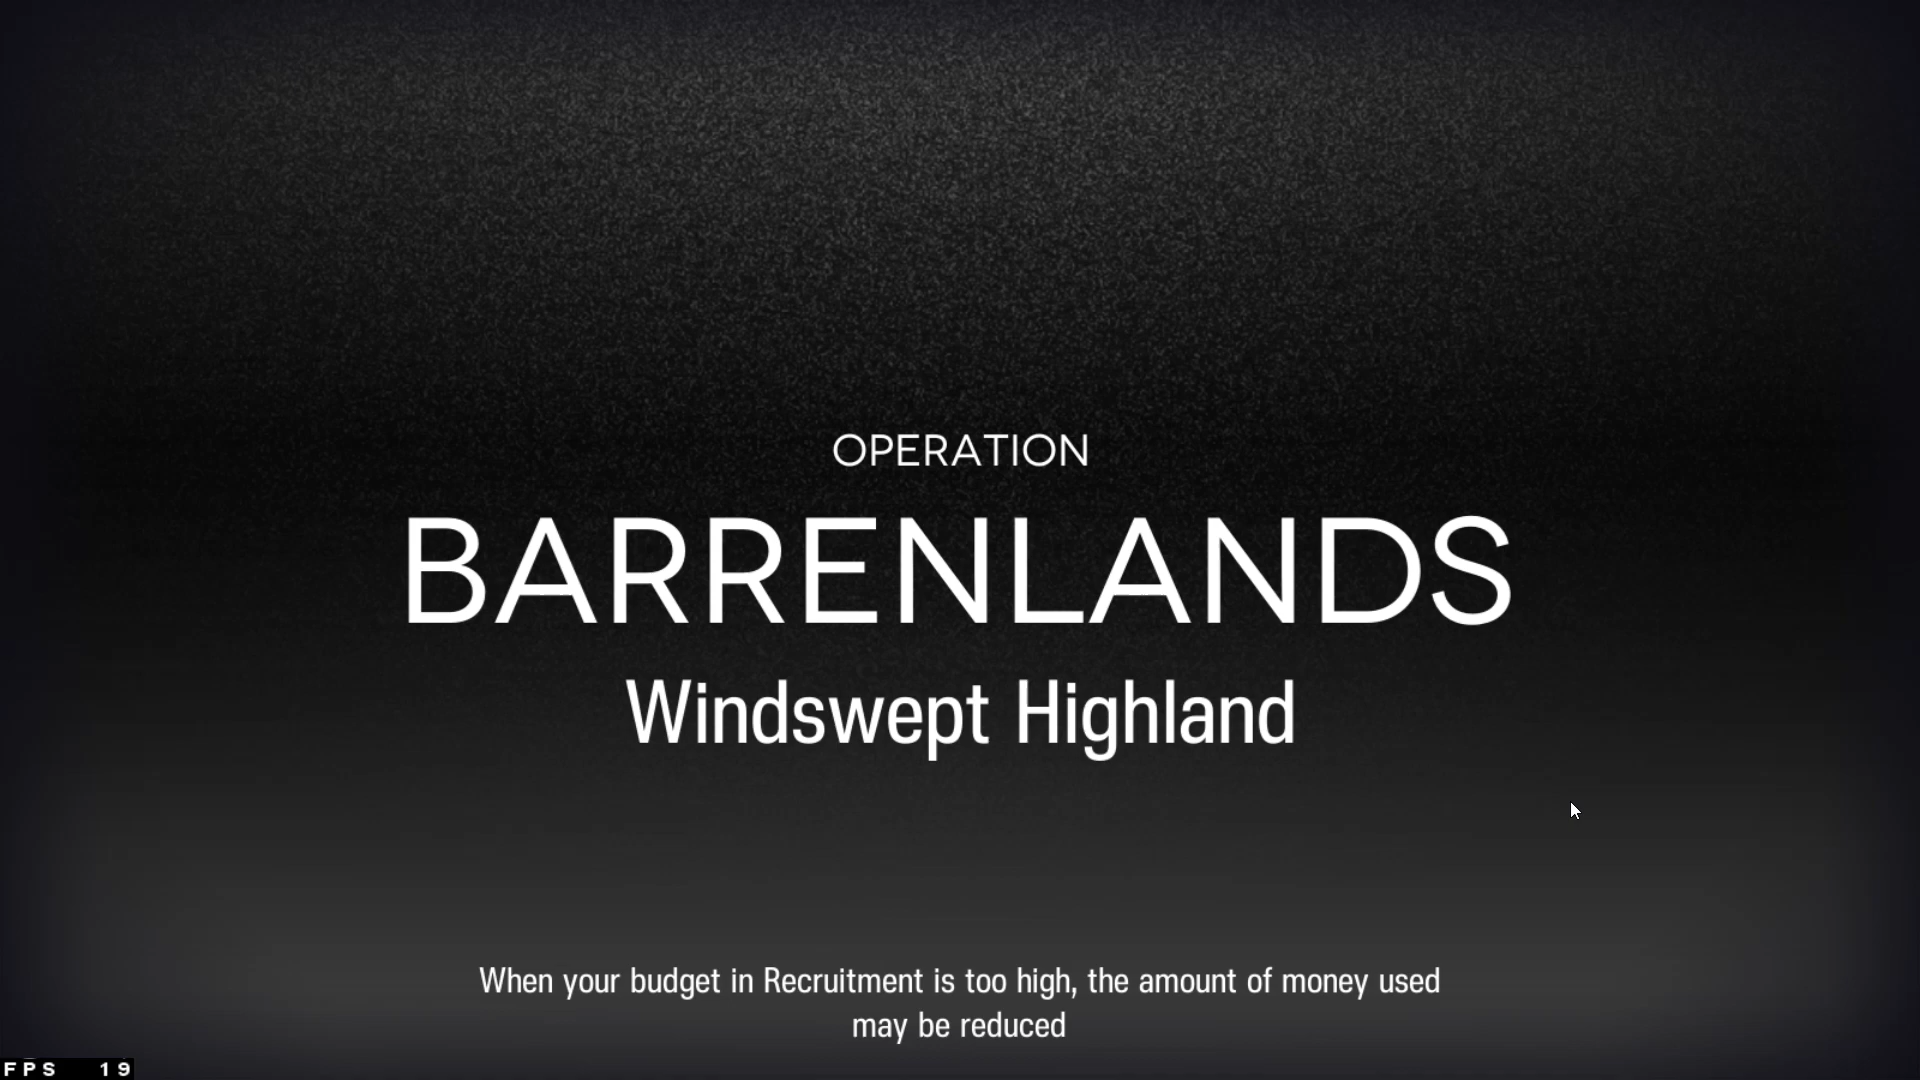 OPERATION
BARRENLANDS
Windswept Highland
When your budget in Recruitment is too high, the amount of money used
may be reduced
FPS 19